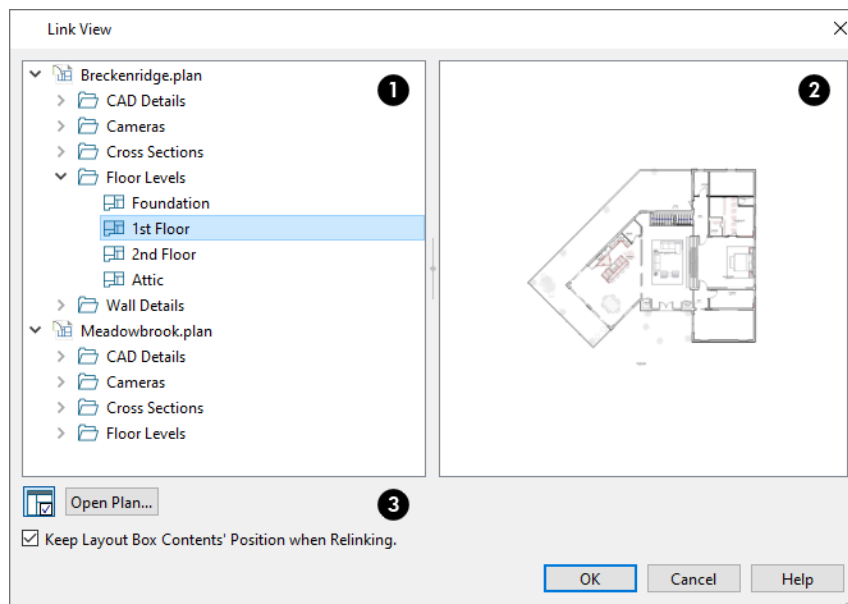 Link View
Breckenridge.plan
1
2
CAD Details
Cameras
Cross Sections
Floor Levels
Foundation
1st Floor
2nd Floor
Attic
Wall Details
Meadowbrook.plan
CAD Details
Cameras
Cross Sections
Floor Levels
Open Plan...
3
Keep Layout Box Contents' Position when Relinking.
OK
Cancel
Help